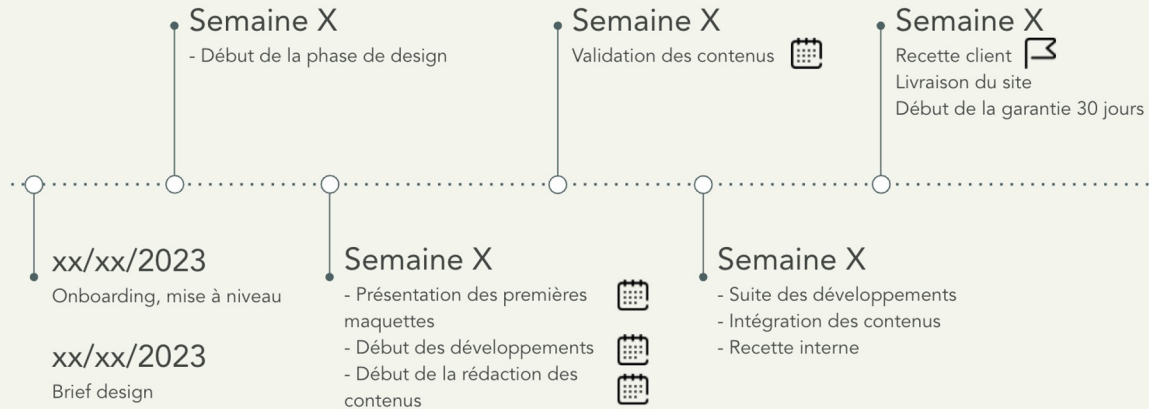 Semaine X
- Début de la phase de design
Semaine X
Validation des contenus
Semaine X
Recette client
Livraison du site
Début de la garantie 30 jours
xx/xx/2023
Onboarding, mise à niveau
xx/xx/2023
Brief design
Semaine X
- Présentation des premières
maquettes
- Début des développements
- Début de la rédaction des
contenus
Semaine X
- Suite des développements
- Intégration des contenus
- Recette interne